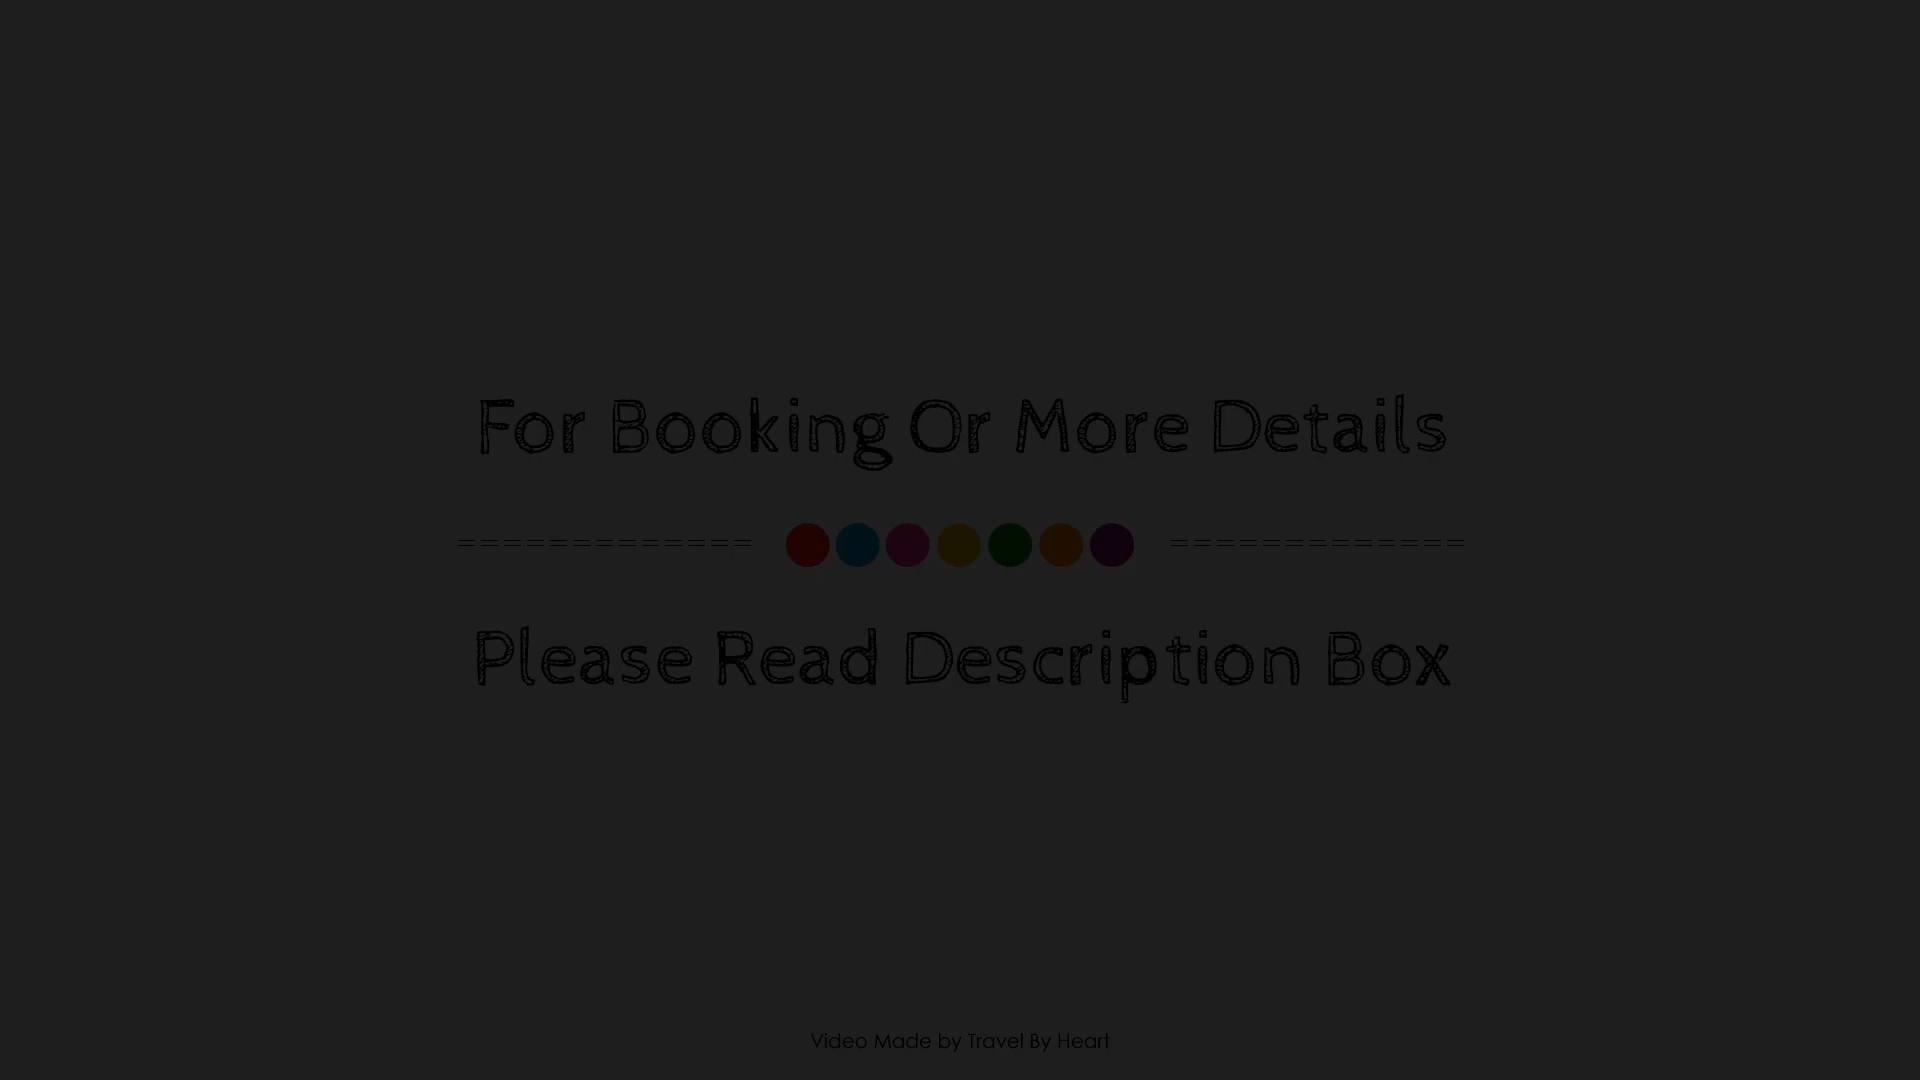 For Booking Or More Details
============= =============
Please Read Description Box
Video Made by Travel By Heart